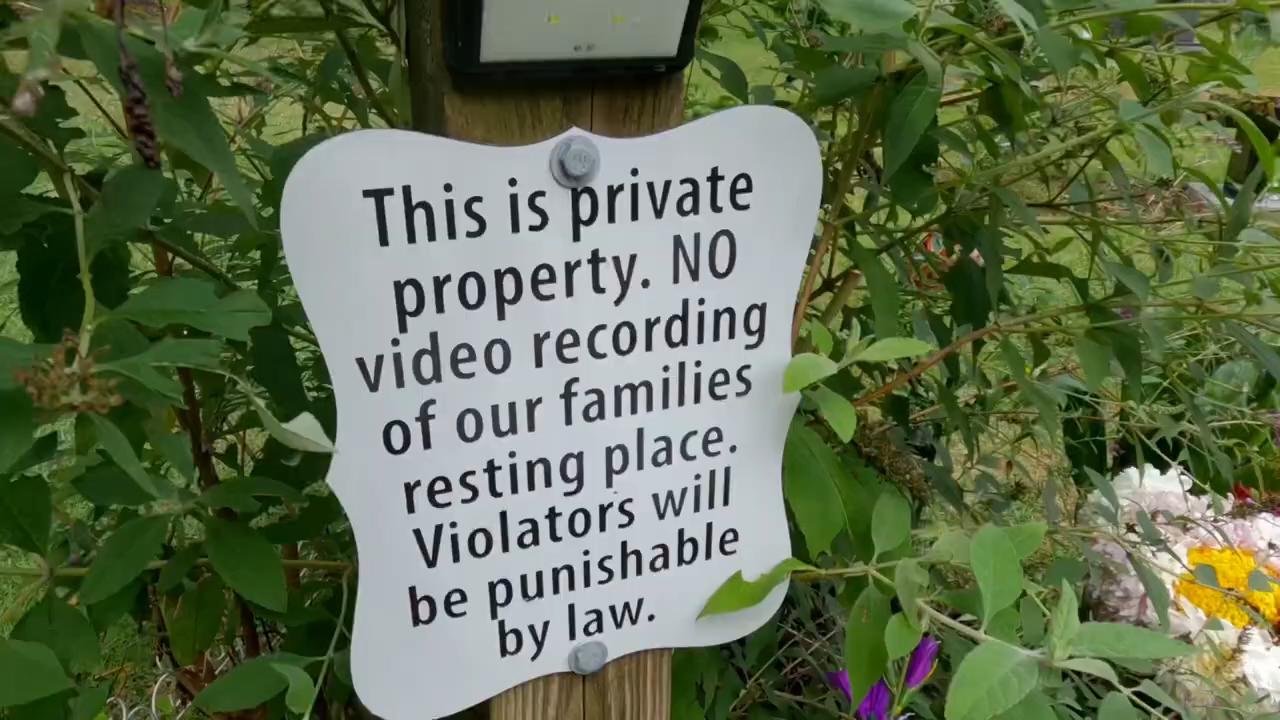 This is private
property. NO
video recording
of our families
resting place.
Violators will
be punishable
by law.